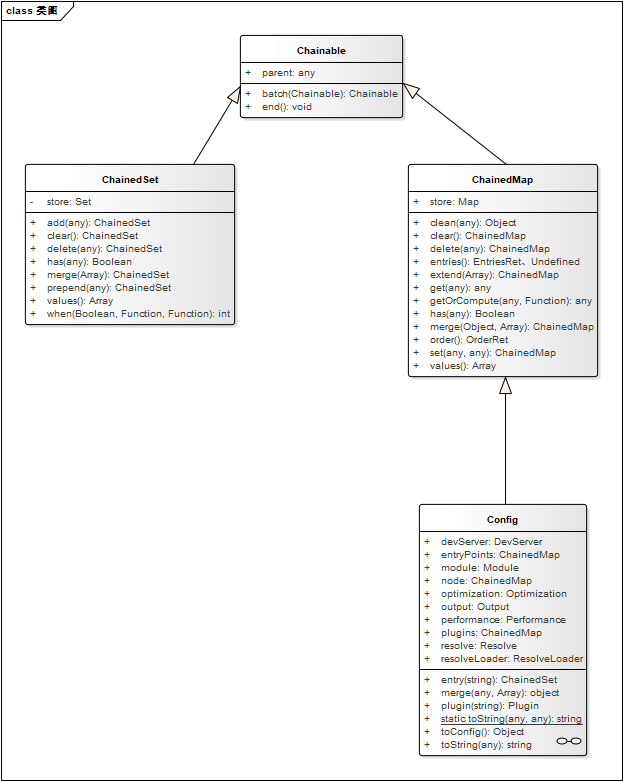 class 类图
Chainable
+ parent: any
+ batch(Chainable): Chainable
+ end(): void
ChainedSet
- store: Set
+ add(any): ChainedSet
+ clear(): ChainedSet
+ delete(any): ChainedSet
+ has(any): Boolean
+ merge(Array): ChainedSet
+ prepend(any): ChainedSet
+ values(): Array
+ when(Boolean, Function, Function): int
ChainedMap
+ store: Map
+ clean(any): Object
+ clear(): ChainedMap
+ delete(any): ChainedMap
+ entries(): EntriesRet、Undefined
+ extend(Array): ChainedMap
+ get(any): any
+ getOrCompute(any, Function): any
+ has(any): Boolean
+ merge(Object, Array): ChainedMap
+ order(): OrderRet
+ set(any, any): ChainedMap
+ values(): Array
Config
+ devServer: DevServer
+ entryPoints: ChainedMap
+ module: Module
+ node: ChainedMap
+ optimization: Optimization
+ output: Output
+ performance: Performance
+ plugins: ChainedMap
+ resolve: Resolve
+ resolveLoader: ResolveLoader
+ entry(string): ChainedSet
+ merge(any, Array): object
+ plugin(string): Plugin
+ static toString(any, any): string
+ toConfig(): Object
+ toString(any): string